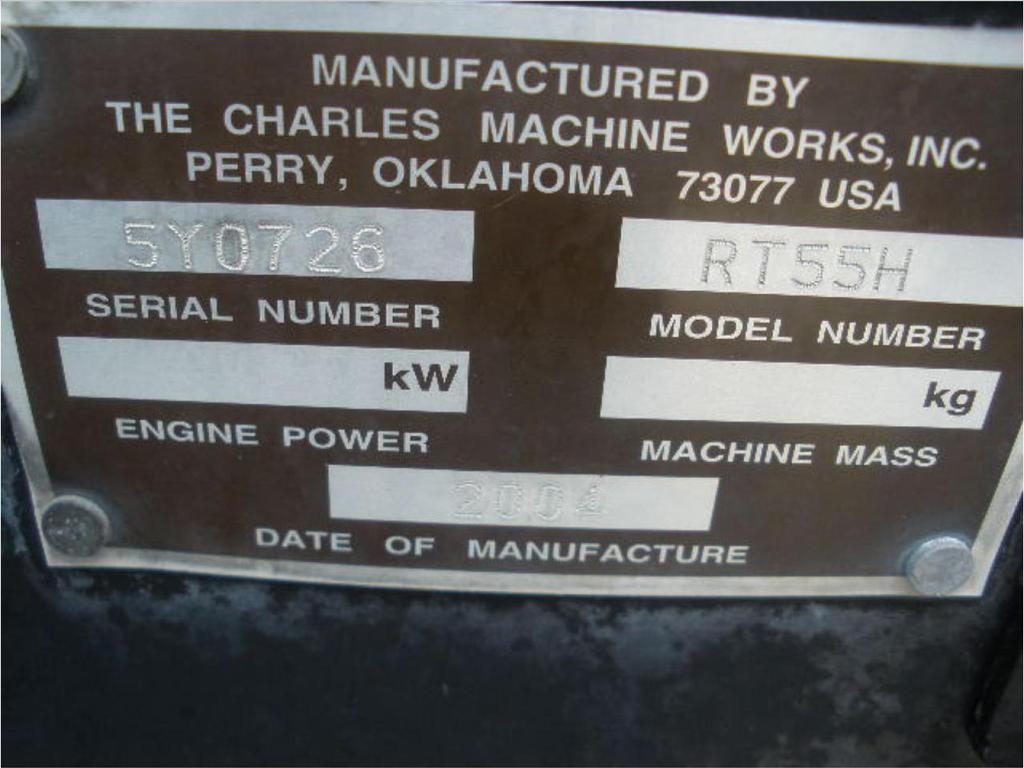 MANUFACTURED BY
THE CHARLES MACHINE WORKS, INC.
PERRY, OKLAHOMA 73077 USA
5Y0726 RT55H
SERIAL NUMBER MODEL NUMBER
kW kg
ENGINE POWER MACHINE MASS
2004
DATE OF MANUFACTURE